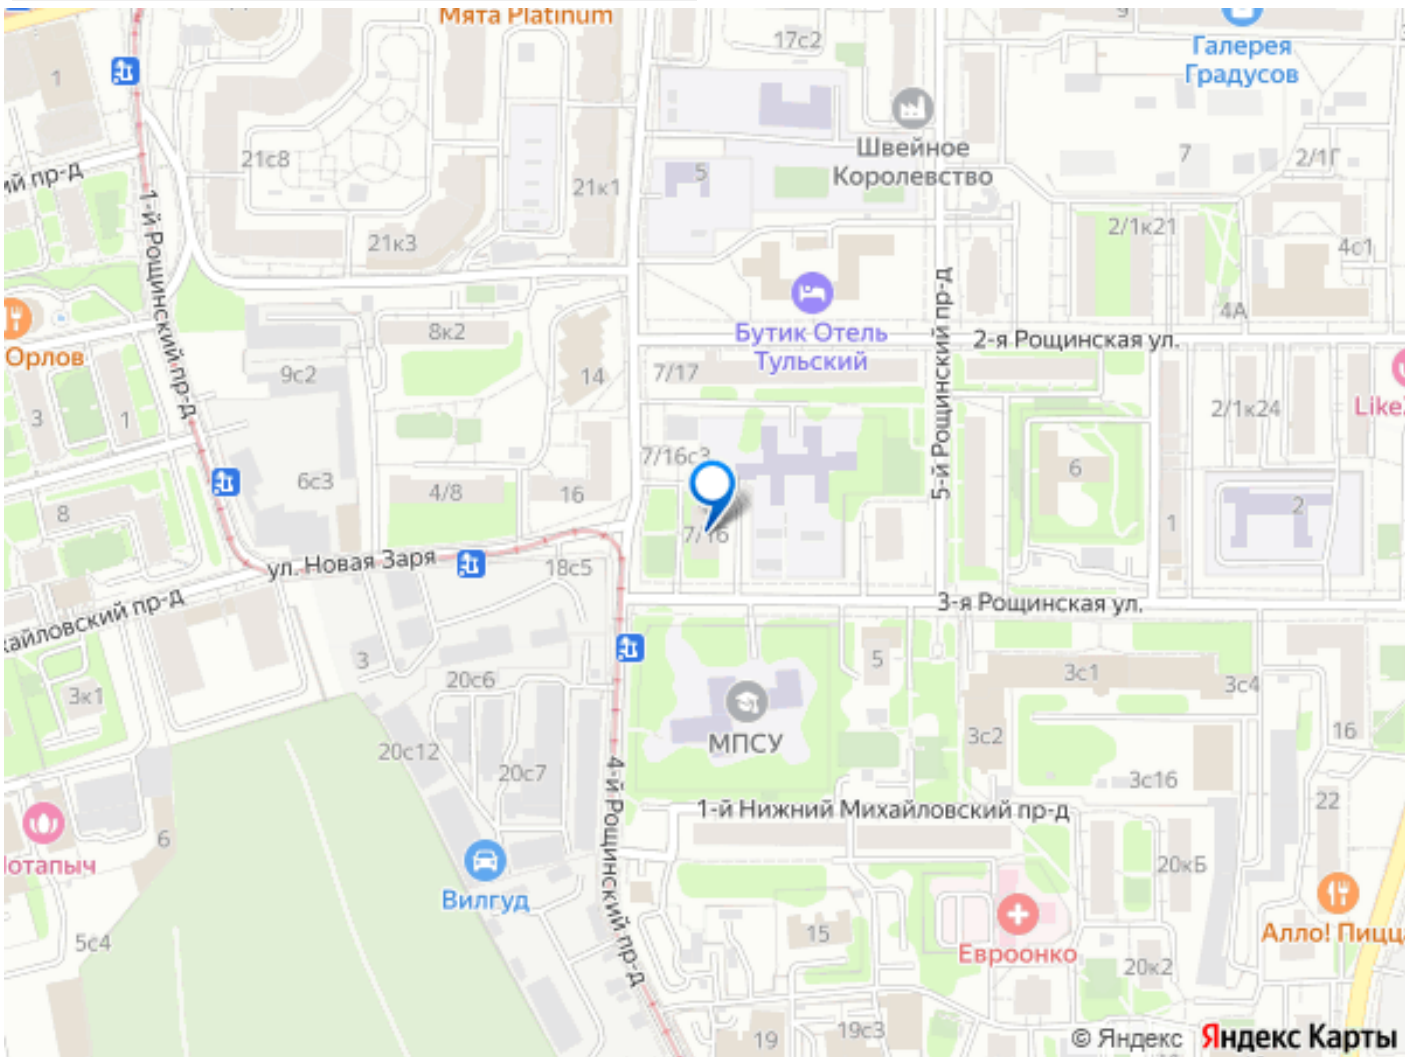 Мята Platinum
17с2
9
Галерея
Градусов
1
Швейное
Королевство
21с8
5
7
2/1Г
ий пр-д
21к1
1-й Рощинский пр-д
21к3
2/1к21
4с1
Бутик Отель
Тульский
5-й Рощинский пр-д
4А
8к2
2-я Рощинская ул.
Орлов
9с2
14
7/17
Like
3
1
2/1к24
7/16с3
6
6с3
4/8
16
8
7/16
1
2
ул. Новая Заря
18с5
хайловский пр-д
3-я Рощинская ул.
3
5
3с1
3к1
20с6
3с4
МПСУ
3с2
16
20с12
20с7
3с16
4-й Рощинский пр-д
1-й Нижний Михайловский пр-д
22
6
отапыч
20кБ
Вилгуд
5с4
15
Евроонко
Алло! Пицца
20к2
19
19с3
© Яндекс Яндекс Карты